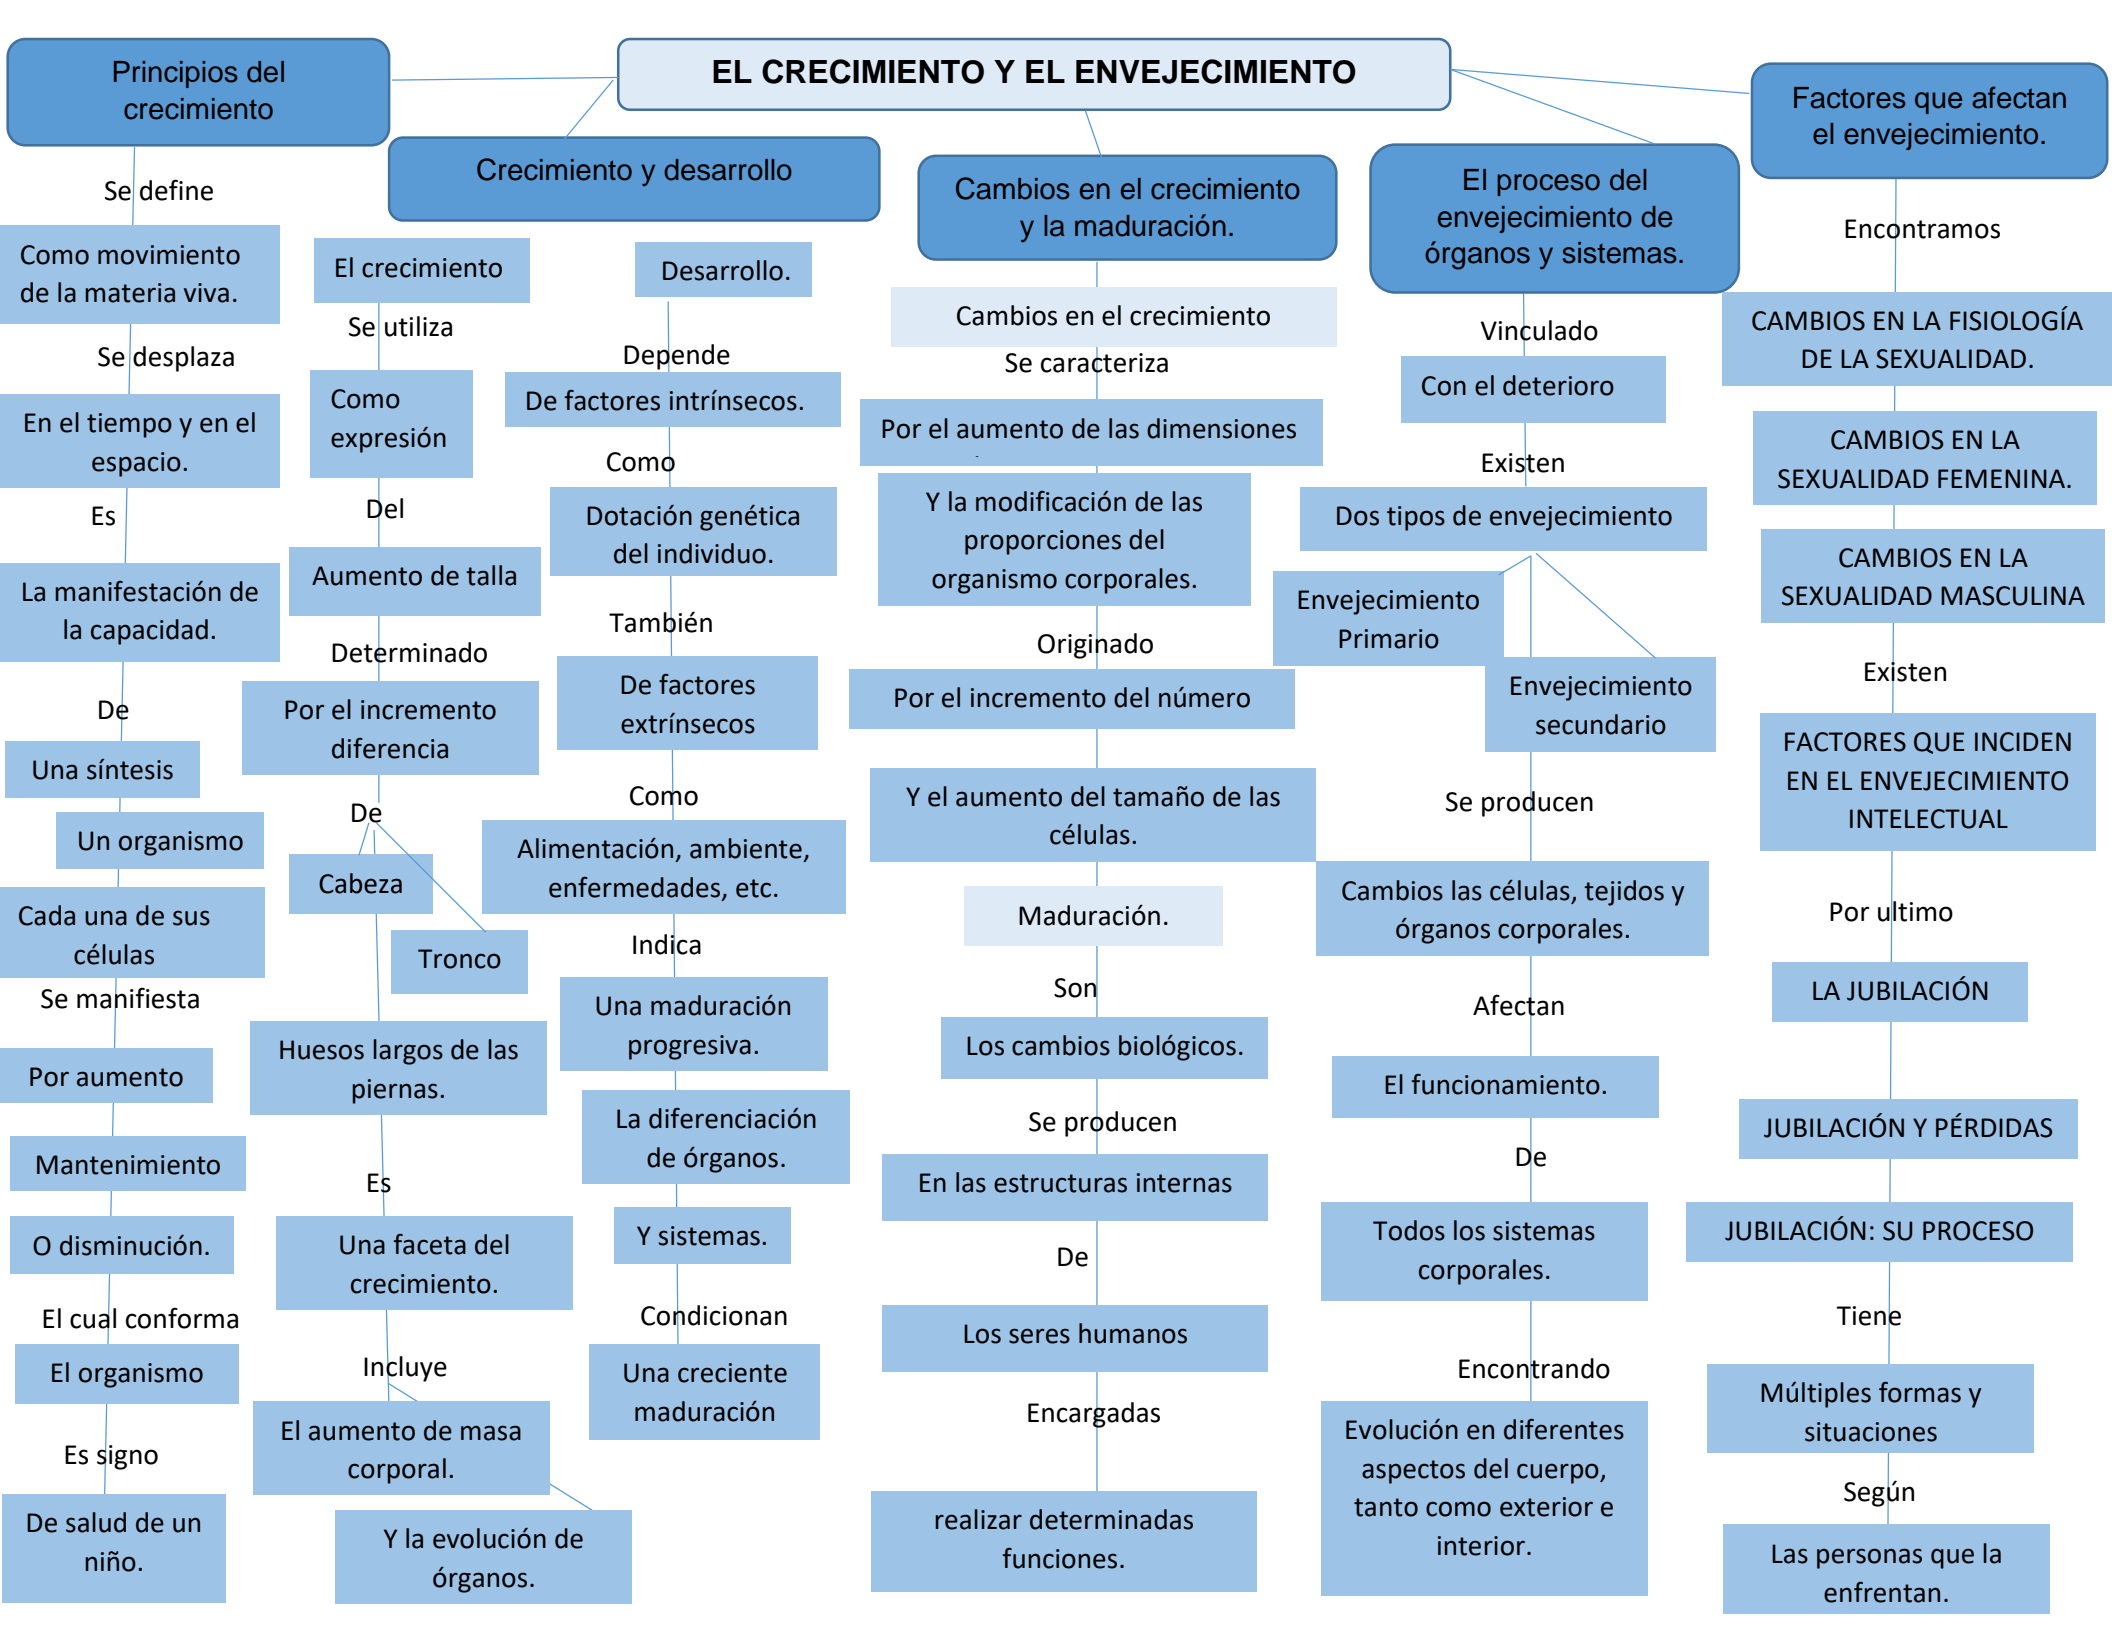 EL CRECIMIENTO Y EL ENVEJECIMIENTO
Principios del
crecimiento
Se define
Como movimiento
de la materia viva.
Se desplaza
En el tiempo y en el
espacio.
Es
La manifestación de
la capacidad.
De
Una síntesis
Un organismo
Cada una de sus
células
Se manifiesta
Por aumento
Mantenimiento
O disminución.
El cual conforma
El organismo
Es signo
De salud de un
niño.
Crecimiento y desarrollo
El crecimiento
Se utiliza
Como
expresión
Del
Aumento de talla
Determinado
Por el incremento
diferencia
De
Cabeza
Tronco
Huesos largos de las
piernas.
Es
Una faceta del
crecimiento.
Incluye
El aumento de masa
corporal.
Y la evolución de
órganos.
Desarrollo.
Depende
De factores intrínsecos.
Como
Dotación genética
del individuo.
También
De factores
extrínsecos
Como
Alimentación, ambiente,
enfermedades, etc.
Indica
Una maduración
progresiva.
La diferenciación
de órganos.
Y sistemas.
Condicionan
Una creciente
maduración
Cambios en el crecimiento
y la maduración.
Cambios en el crecimiento
Se caracteriza
Por el aumento de las dimensiones
Y la modificación de las
proporciones del
organismo corporales.
Originado
Por el incremento del número
Y el aumento del tamaño de las
células.
Maduración.
Son
Los cambios biológicos.
Se producen
En las estructuras internas
De
Los seres humanos
Encargadas
realizar determinadas
funciones.
El proceso del
envejecimiento de
órganos y sistemas.
Vinculado
Con el deterioro
Existen
Dos tipos de envejecimiento
Envejecimiento
Primario
Envejecimiento
secundario
Se producen
Cambios las células, tejidos y
órganos corporales.
Afectan
El funcionamiento.
De
Todos los sistemas
corporales.
Encontrando
Evolución en diferentes
aspectos del cuerpo,
tanto como exterior e
interior.
Factores que afectan
el envejecimiento.
Encontramos
CAMBIOS EN LA FISIOLOGÍA
DE LA SEXUALIDAD.
CAMBIOS EN LA
SEXUALIDAD FEMENINA.
CAMBIOS EN LA
SEXUALIDAD MASCULINA
Existen
FACTORES QUE INCIDEN
EN EL ENVEJECIMIENTO
INTELECTUAL
Por ultimo
LA JUBILACIÓN
JUBILACIÓN Y PÉRDIDAS
JUBILACIÓN: SU PROCESO
Tiene
Múltiples formas y
situaciones
Según
Las personas que la
enfrentan.